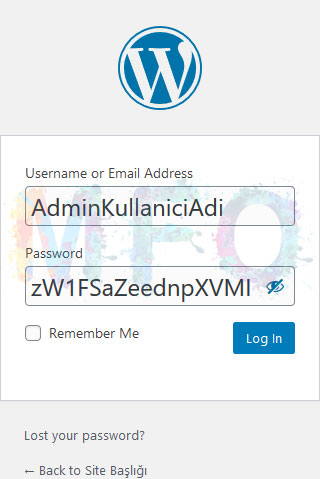 Username or Email Address
AdminKullaniciAdi
Password
zW1FSaZeednpXVMI
Remember Me
Log In
Lost your password?
← Back to Site Başlığı